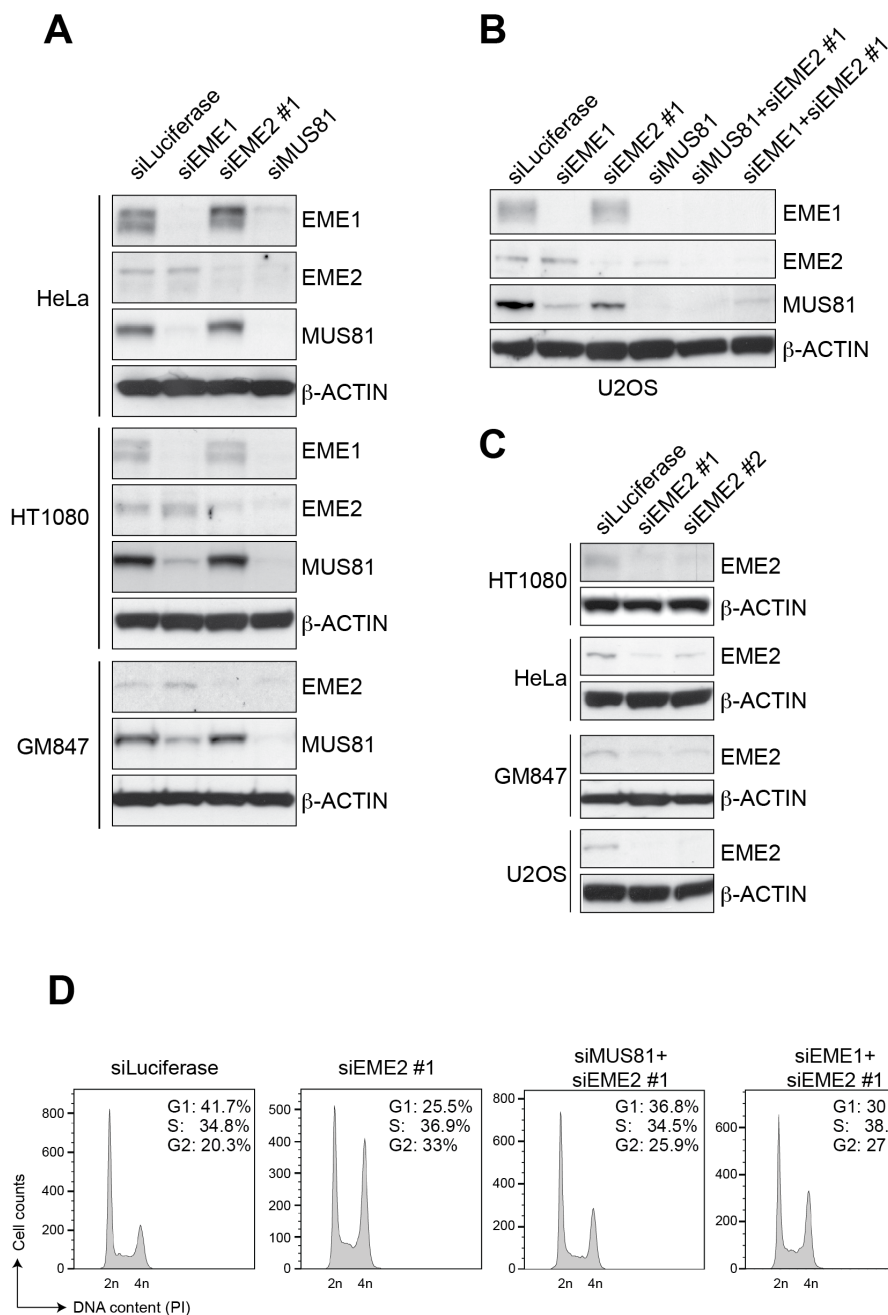 A
siLuciferase
siEME1
siEME2 #1
siMUS81
HeLa
EME1
EME2
MUS81
β-ACTIN
HT1080
EME1
EME2
MUS81
β-ACTIN
GM847
EME2
MUS81
β-ACTIN
B
siLuciferase
siEME1
siEME2 #1
siMUS81
siMUS81+siEME2 #1
siEME1+siEME2 #1
EME1
EME2
MUS81
β-ACTIN
U2OS
C
siLuciferase
siEME2 #1
siEME2 #2
HT1080
EME2
β-ACTIN
HeLa
EME2
β-ACTIN
GM847
EME2
β-ACTIN
U2OS
EME2
β-ACTIN
D
Cell counts
DNA content (PI)
siLuciferase
G1: 41.7%
S: 34.8%
G2: 20.3%
800
600
400
200
0
2n 4n
siEME2 #1
G1: 25.5%
S: 36.9%
G2: 33%
500
400
300
200
100
0
2n 4n
siMUS81+
siEME2 #1
G1: 36.8%
S: 34.5%
G2: 25.9%
800
600
400
200
0
2n 4n
siEME1+
siEME2 #1
G1: 30
S: 38.
G2: 27
800
600
400
200
0
2n 4n